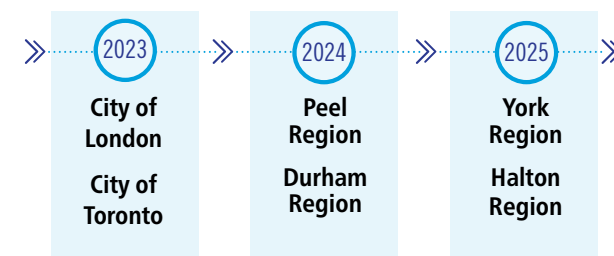 2023
City of
London
City of
Toronto
2024
Peel
Region
Durham
Region
2025
York
Region
Halton
Region